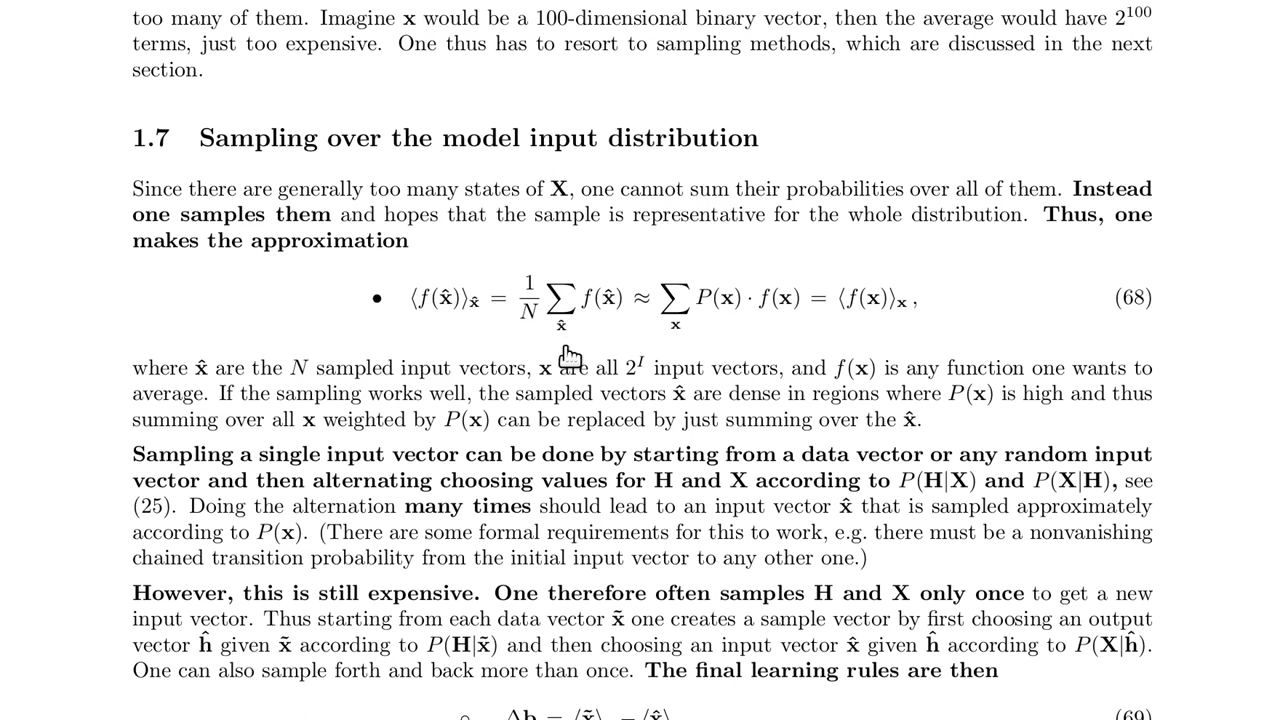 too many of them. Imagine x would be a 100-dimensional binary vector, then the average would have 2^100
terms, just too expensive. One thus has to resort to sampling methods, which are discussed in the next
section.
1.7 Sampling over the model input distribution
Since there are generally too many states of X, one cannot sum their probabilities over all of them. Instead
one samples them and hopes that the sample is representative for the whole distribution. Thus, one
makes the approximation
• ⟨f(x̂)⟩_x̂ = 1/N ∑_x̂ f(x̂) ≈ ∑_x P(x) · f(x) = ⟨f(x)⟩_x , (68)
where x̂ are the N sampled input vectors, x are all 2^I input vectors, and f(x) is any function one wants to
average. If the sampling works well, the sampled vectors x̂ are dense in regions where P(x) is high and thus
summing over all x weighted by P(x) can be replaced by just summing over the x̂.
Sampling a single input vector can be done by starting from a data vector or any random input
vector and then alternating choosing values for H and X according to P(H|X) and P(X|H), see
(25). Doing the alternation many times should lead to an input vector x̂ that is sampled approximately
according to P(x). (There are some formal requirements for this to work, e.g. there must be a nonvanishing
chained transition probability from the initial input vector to any other one.)
However, this is still expensive. One therefore often samples H and X only once to get a new
input vector. Thus starting from each data vector x̃ one creates a sample vector by first choosing an output
vector ĥ given x̃ according to P(H|x̃) and then choosing an input vector x̂ given ĥ according to P(X|ĥ).
One can also sample forth and back more than once. The final learning rules are then